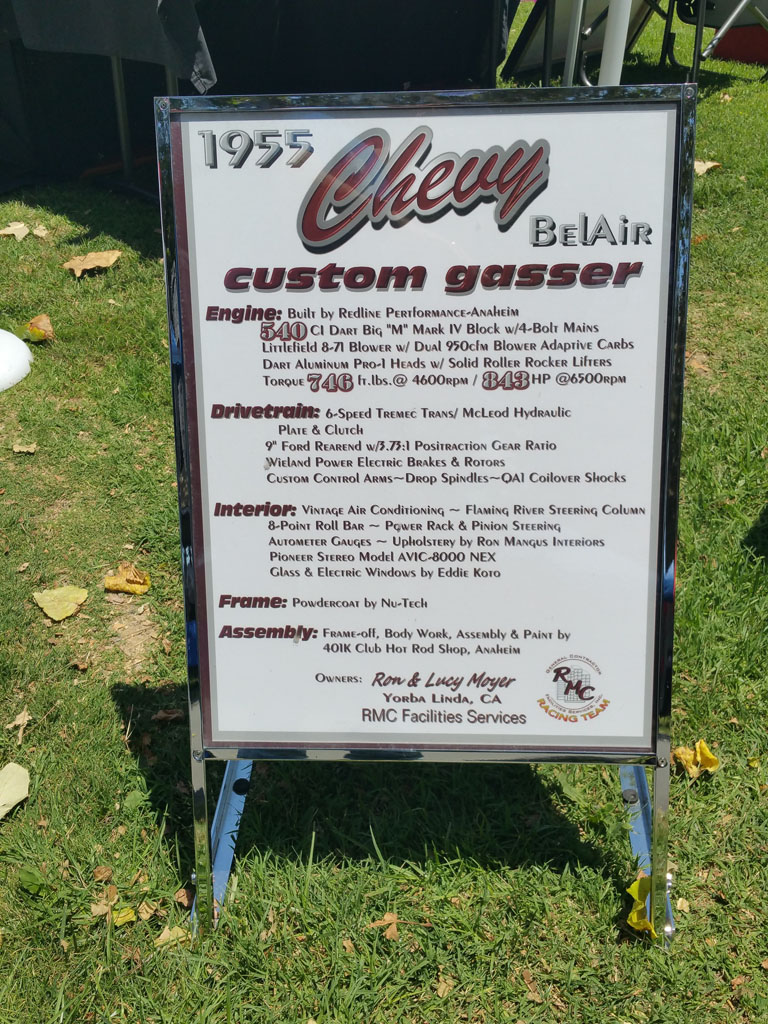 1955 Chevy
BelAir
custom gasser
Engine: Built by Redline Pertformance-Anaheim
540 CI Dart Big "M" Mark IV Block w/4-Bolt Mains
Littlefield 8-71 Blower w/ Dual 950cfm Blower Adaptive Carbs
Dart Aluminum Pro-1 Heads w/ Solid Roller Rocker Lifters
Torque 746 ft.lbs.@ 4600rpm / 843 HP @6500rpm
Drivetrain: 6-Speed Tremec Trans/ McLeod Hydraulic
Plate & Clutch
9" Ford Rearend w/3.73:1 Positraction Gear Ratio
Wieland Power Electric Brakes & Rotors
Custom Control Arms~Drop Spindles~QA1 Coilover Shocks
Interior: Vintage Air Conditioning ~ Flaming River Steering Column
8-Point Roll Bar ~ Power Rack & Pinion Steering
Autometer Gauges ~ Upholstery by Ron Mangus Interiors
Pioneer Stereo Model AVIC-8000 NEX
Glass & Electric Windows by Eddie Koto
Frame: Powdercoat by Nu-Tech
Assembly: Frame-off, Body Work, Assembly & Paint by
401K Club Hot Rod Shop, Anaheim
Owners: Ron & Lucy Moyer
Yorba Linda, CA
RMC Facilities Services
General Contractor
RMC
Facilities Services, Inc.
RACING TEAM